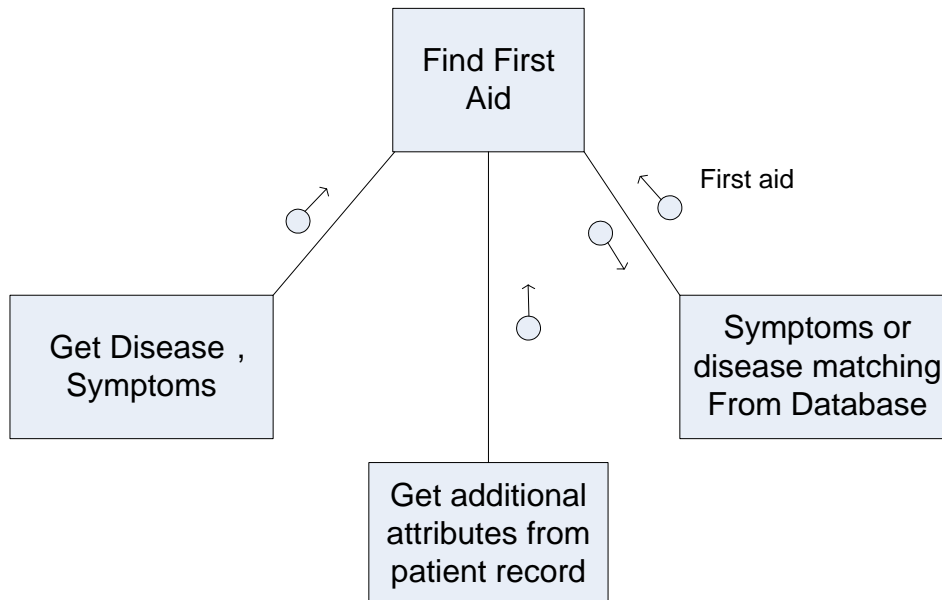 Find First
Aid
First aid
Get Disease ,
Symptoms
Symptoms or
disease matching
From Database
Get additional
attributes from
patient record